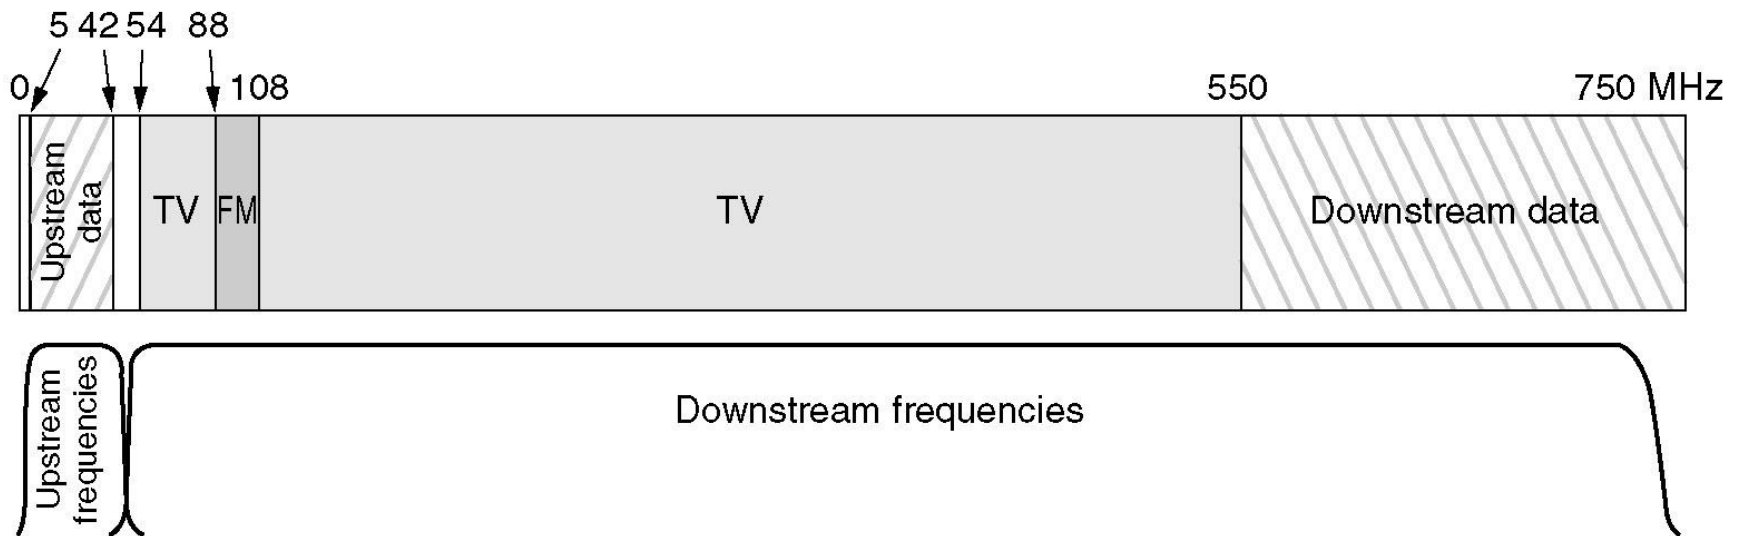 5 42 54 88
0 108 550 750 MHz
Upstream
data
TV FM TV Downstream data
Upstream
frequencies
Downstream frequencies